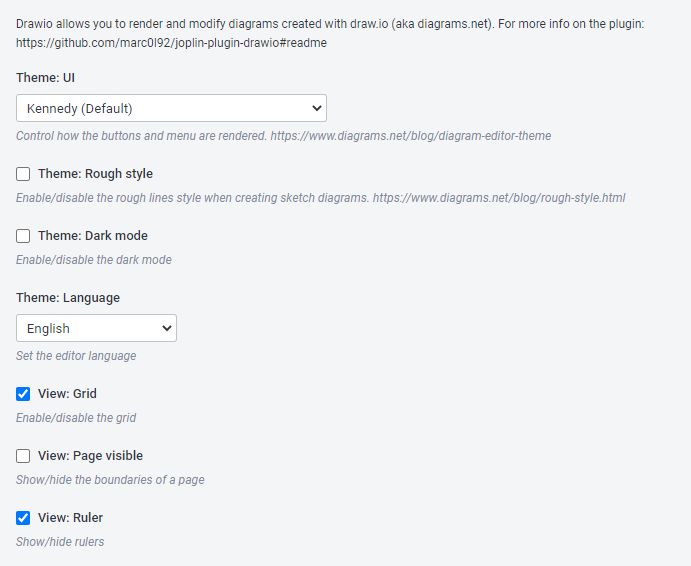 Drawio allows you to render and modify diagrams created with draw.io (aka diagrams.net). For more info on the plugin:
https://github.com/marc0l92/joplin-plugin-drawio#readme
Theme: UI
Kennedy (Default)
Control how the buttons and menu are rendered. https://www.diagrams.net/blog/diagram-editor-theme
Theme: Rough style
Enable/disable the rough lines style when creating sketch diagrams. https://www.diagrams.net/blog/rough-style.html
Theme: Dark mode
Enable/disable the dark mode
Theme: Language
English
Set the editor language
View: Grid
Enable/disable the grid
View: Page visible
Show/hide the boundaries of a page
View: Ruler
Show/hide rulers